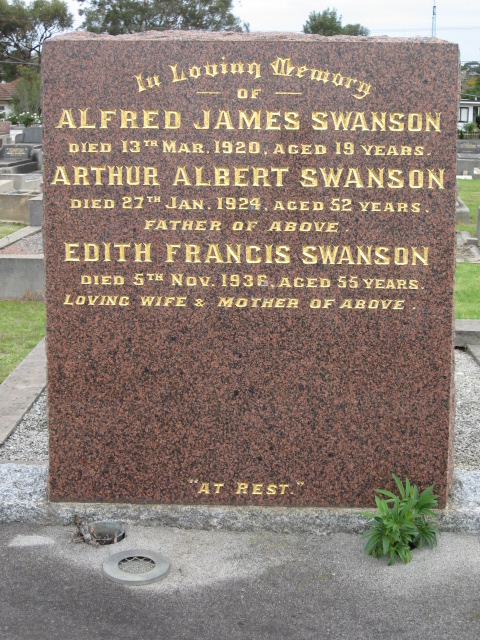 In Loving Memory
OF
ALFRED JAMES SWANSON
DIED 13TH MAR. 1920, AGED 19 YEARS.
ARTHUR ALBERT SWANSON
DIED 27TH JAN. 1924, AGED 52 YEARS.
FATHER OF ABOVE.
EDITH FRANCIS SWANSON
DIED 5TH NOV. 1936, AGED 55 YEARS.
LOVING WIFE & MOTHER OF ABOVE.
"AT REST."